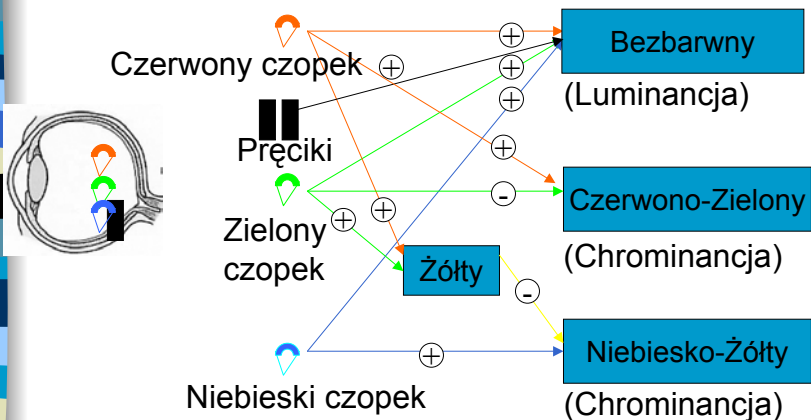 Czerwony czopek
+
+
+
+
Bezbarwny
(Luminancja)
Pręciki
+
Zielony
czopek
+
+
-
Czerwono-Zielony
(Chrominancja)
Żółty
-
Niebieski czopek
+
Niebiesko-Żółty
(Chrominancja)